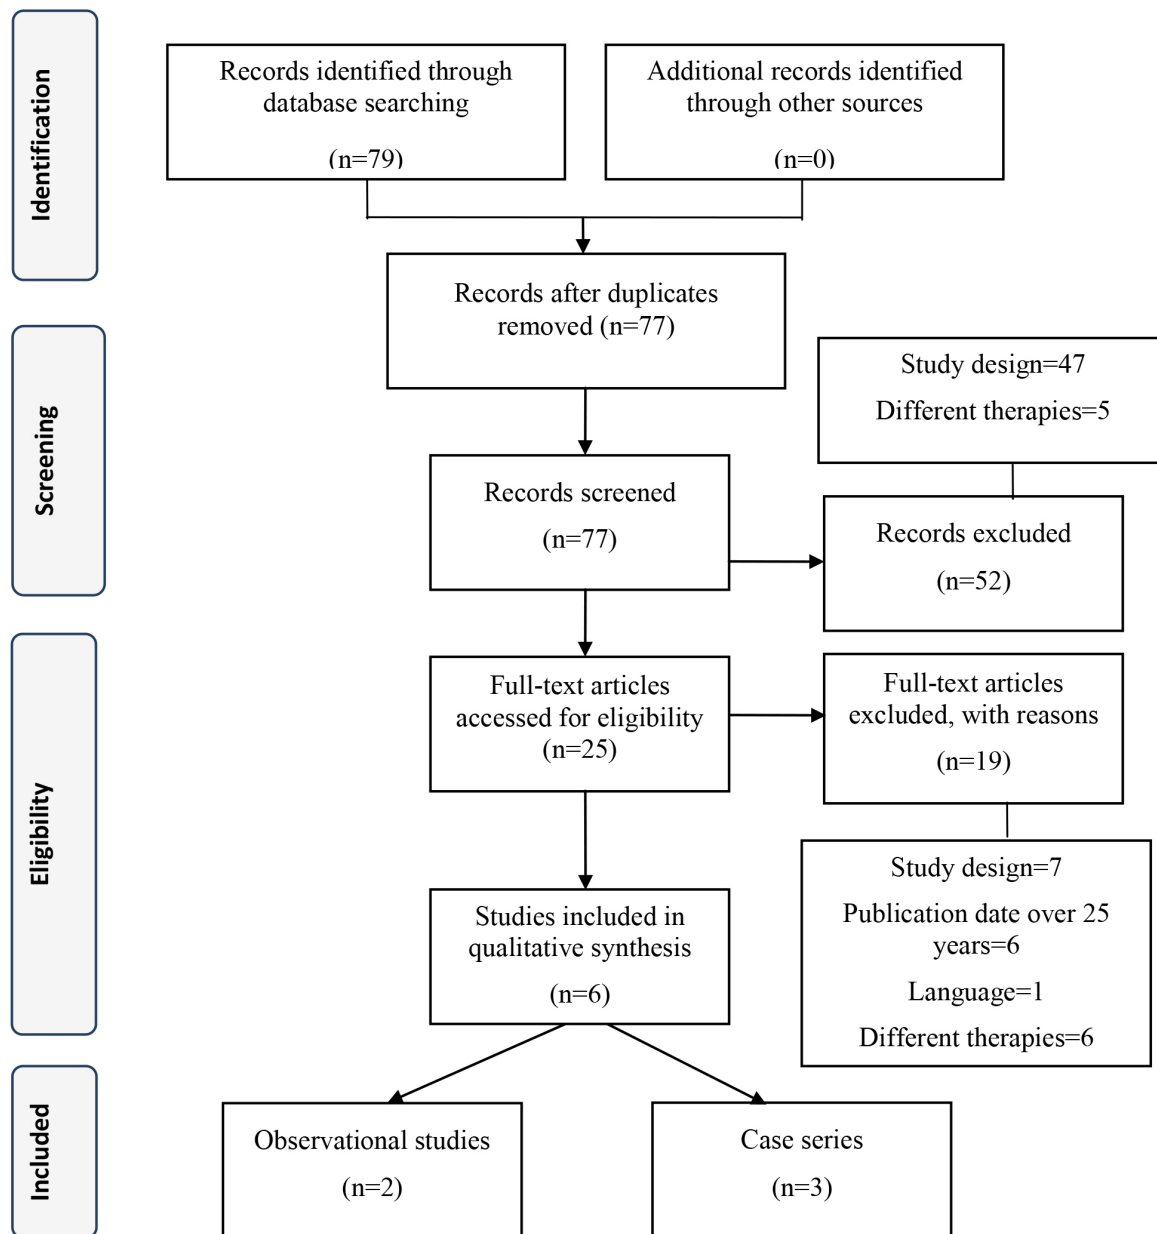 Identification
Records identified through
database searching
(n=79)
Additional records identified
through other sources
(n=0)
Records after duplicates
removed (n=77)
Screening
Study design=47
Different therapies=5
Records screened
(n=77)
Records excluded
(n=52)
Eligibility
Full-text articles
accessed for eligibility
(n=25)
Full-text articles
excluded, with reasons
(n=19)
Study design=7
Publication date over 25
years=6
Language=1
Different therapies=6
Studies included in
qualitative synthesis
(n=6)
Included
Observational studies
(n=2)
Case series
(n=3)